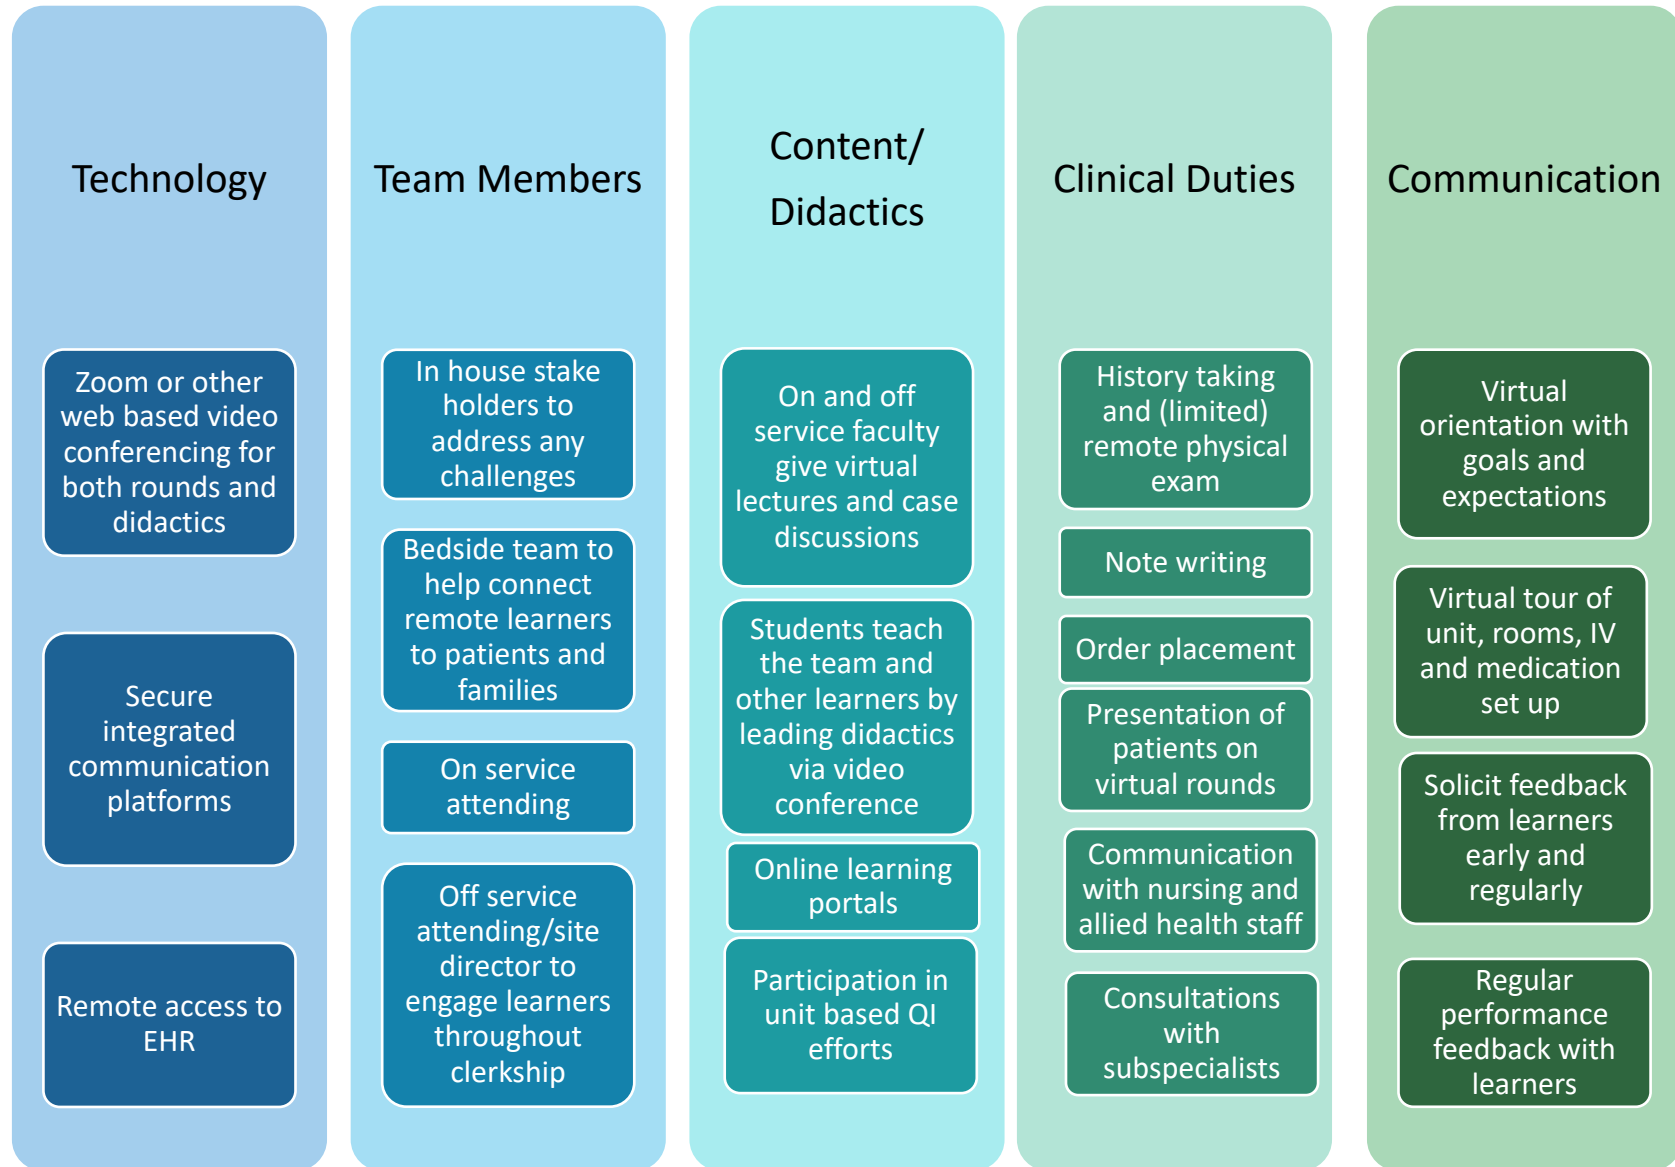 Technology
Zoom or other
web based video
conferencing for
both rounds and
didactics
Secure
integrated
communication
platforms
Remote access to
EHR
Team Members
In house stake
holders to
address any
challenges
Bedside team to
help connect
remote learners
to patients and
families
On service
attending
Off service
attending/site
director to
engage learners
throughout
clerkship
Content/
Didactics
On and off
service faculty
give virtual
lectures and case
discussions
Students teach
the team and
other learners by
leading didactics
via video
conference
Online learning
portals
Participation in
unit based QI
efforts
Clinical Duties
History taking
and (limited)
remote physical
exam
Note writing
Order placement
Presentation of
patients on
virtual rounds
Communication
with nursing and
allied health staff
Consultations
with
subspecialists
Communication
Virtual
orientation with
goals and
expectations
Virtual tour of
unit, rooms, IV
and medication
set up
Solicit feedback
from learners
early and
regularly
Regular
performance
feedback with
learners